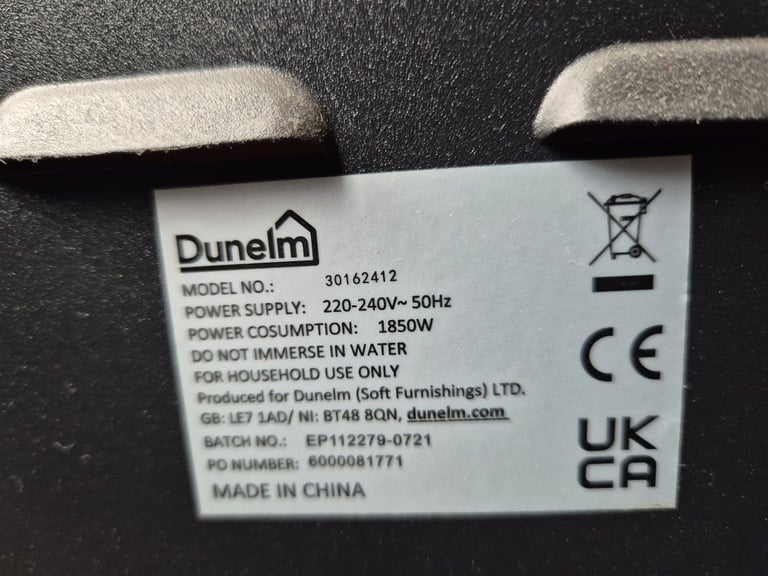 Dunelm
MODEL NO.: 30162412
POWER SUPPLY: 220-240V~ 50Hz
POWER COSUMPTION: 1850W
DO NOT IMMERSE IN WATER
FOR HOUSEHOLD USE ONLY
Produced for Dunelm (Soft Furnishings) LTD.
GB: LE7 1AD/ NI: BT48 8QN, dunelm.com
BATCH NO.: EP112279-0721
PO NUMBER: 6000081771
MADE IN CHINA
CE
UK
CA